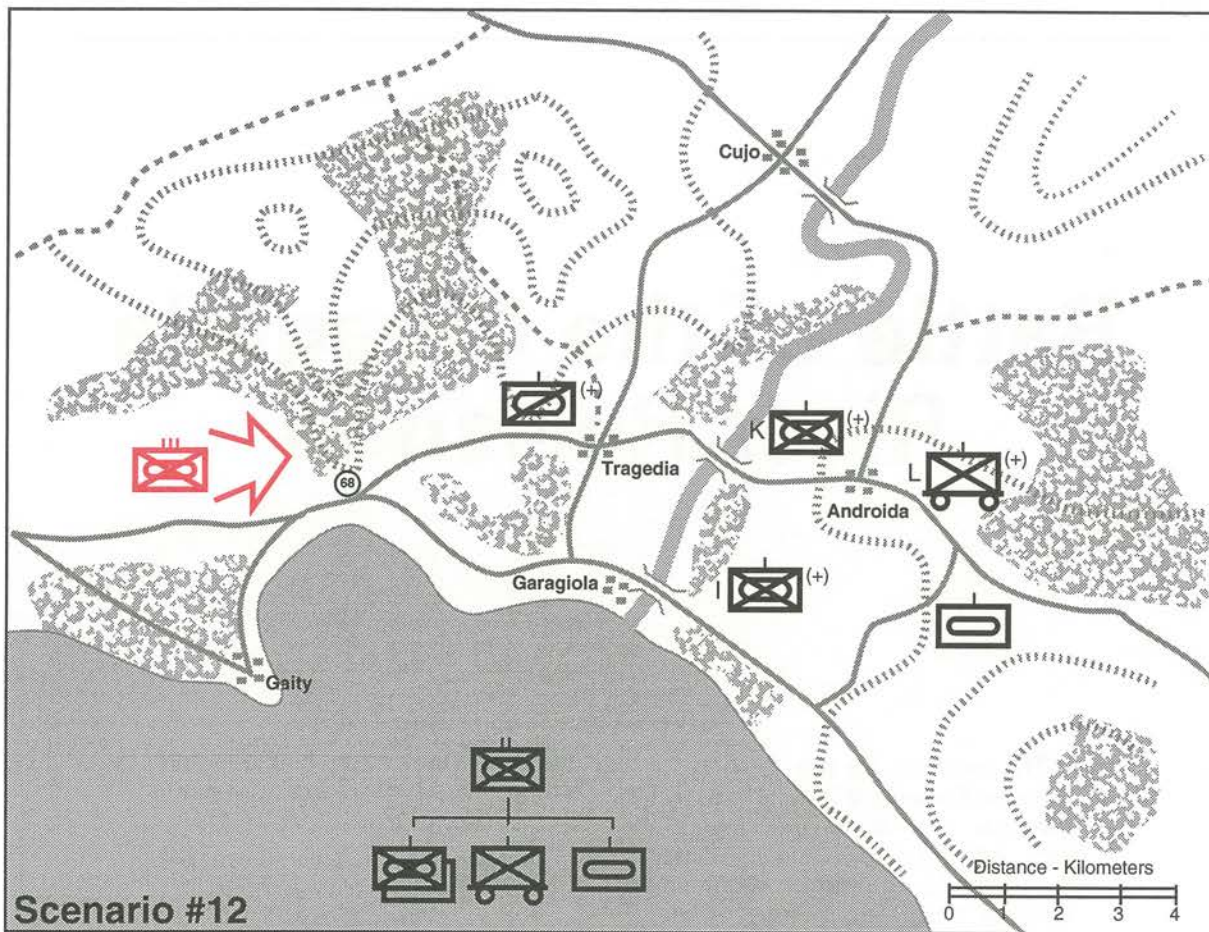 Cujo
(+)
K
(+)
68
Tragedia
L
(+)
Androida
Garagiola
I
(+)
Gaity
Distance - Kilometers
0 1 2 3 4
Scenario #12